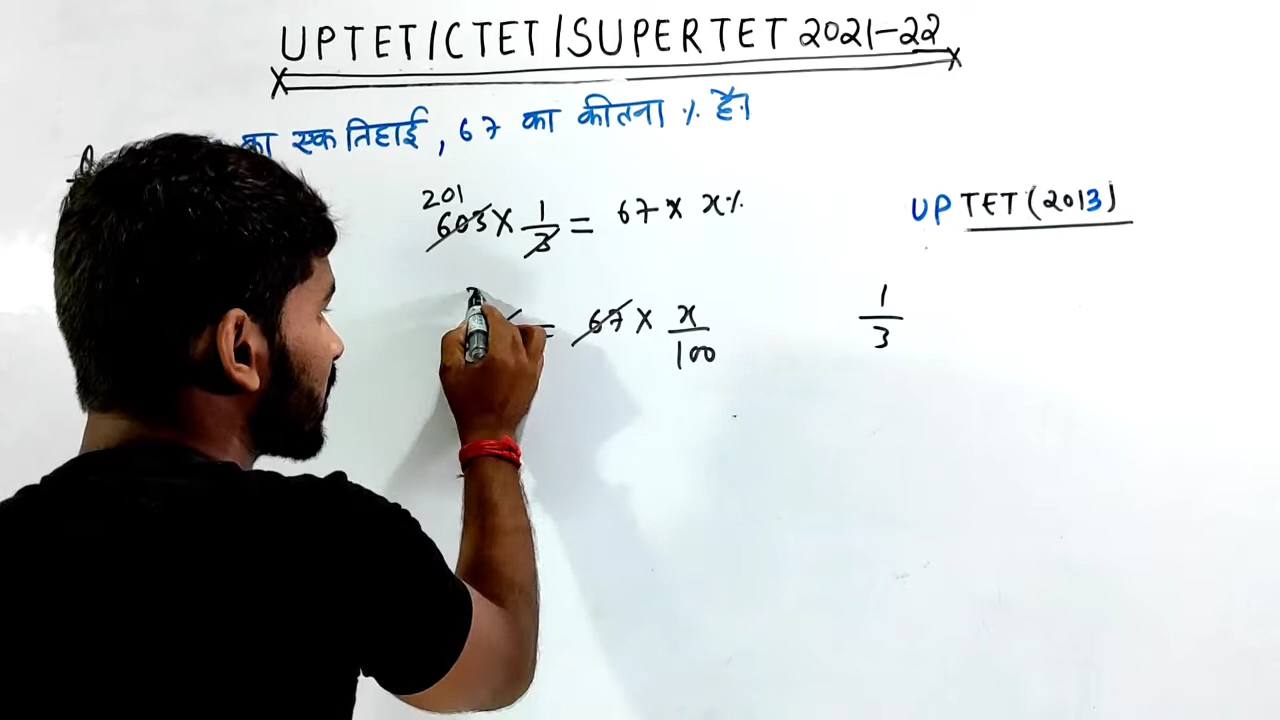 UPTET/CTET/SUPERTET 2021-22
का एक तिहाई, 67 का कीतना % है।
201
603 × 1/3 = 67 × x%
UPTET (2013)
= 67 × x/100
1/3